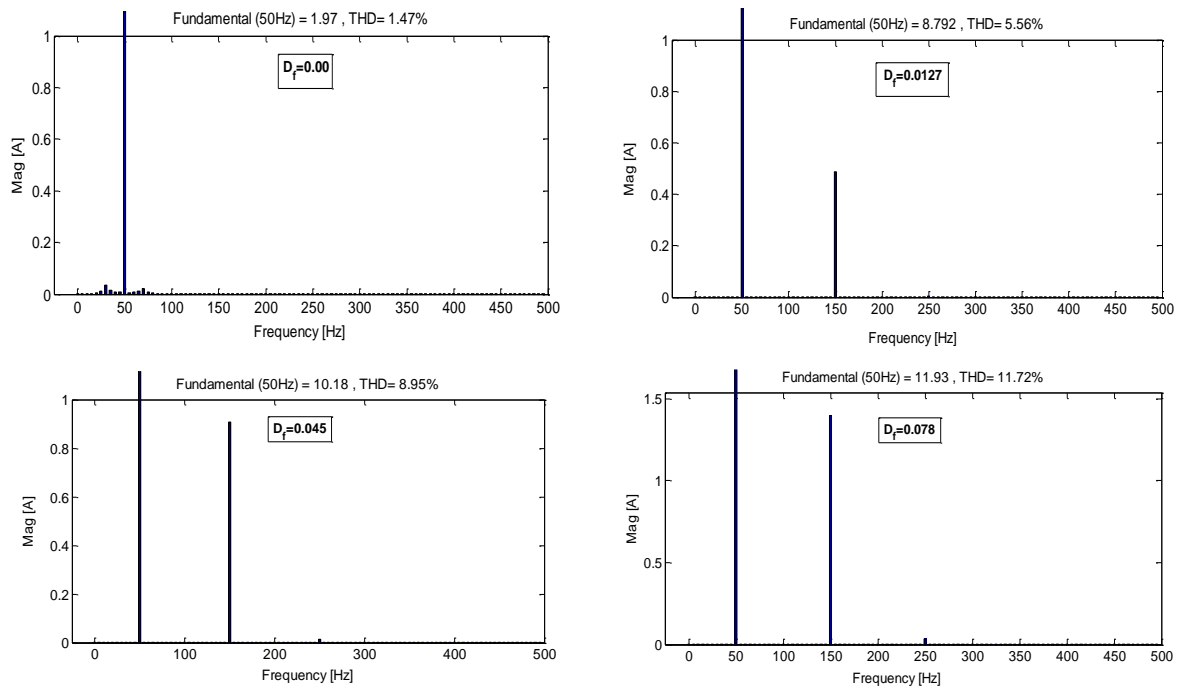 Fundamental (50Hz) = 1.97 , THD= 1.47%
D_f=0.00
Mag [A]
1
0.8
0.6
0.4
0.2
0
0 50 100 150 200 250 300 350 400 450 500
Frequency [Hz]
Fundamental (50Hz) = 8.792 , THD= 5.56%
D_f=0.0127
Mag [A]
1
0.8
0.6
0.4
0.2
0
0 50 100 150 200 250 300 350 400 450 500
Frequency [Hz]
Fundamental (50Hz) = 10.18 , THD= 8.95%
D_f=0.045
Mag [A]
1
0.8
0.6
0.4
0.2
0
0 100 200 300 400 500
Frequency [Hz]
Fundamental (50Hz) = 11.93 , THD= 11.72%
D_f=0.078
Mag [A]
1.5
1
0.5
0
0 50 100 150 200 250 300 350 400 450 500
Frequency [Hz]